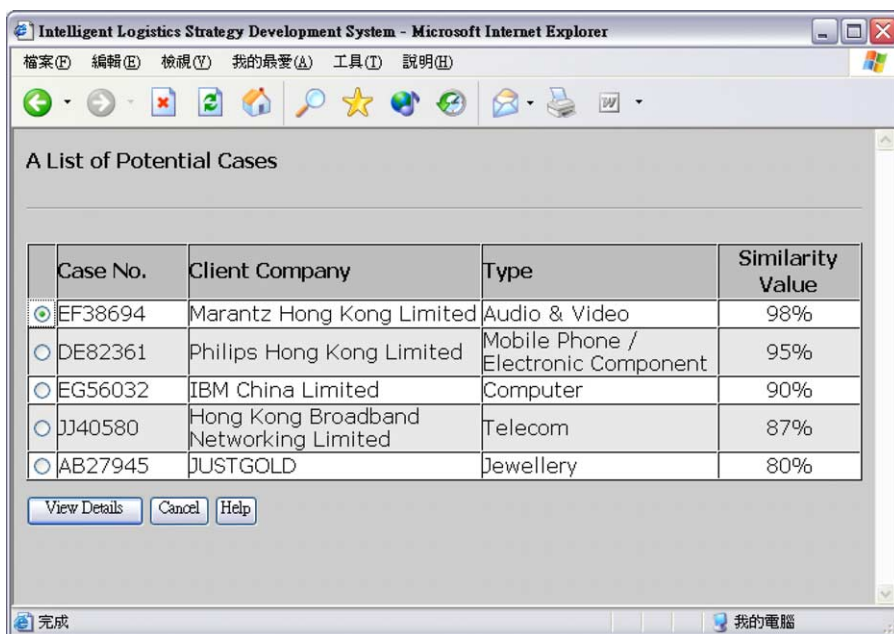 Intelligent Logistics Strategy Development System - Microsoft Internet Explorer
檔案(F) 編輯(E) 檢視(V) 我的最愛(A) 工具(T) 說明(H)
W
A List of Potential Cases
Case No. Client Company Type Similarity
Value
EF38694 Marantz Hong Kong Limited Audio & Video 98%
DE82361 Philips Hong Kong Limited Mobile Phone / 95%
Electronic Component
EG56032 IBM China Limited Computer 90%
JJ40580 Hong Kong Broadband Telecom 87%
Networking Limited
AB27945 JUSTGOLD Jewellery 80%
View Details Cancel Help
完成 我的電腦